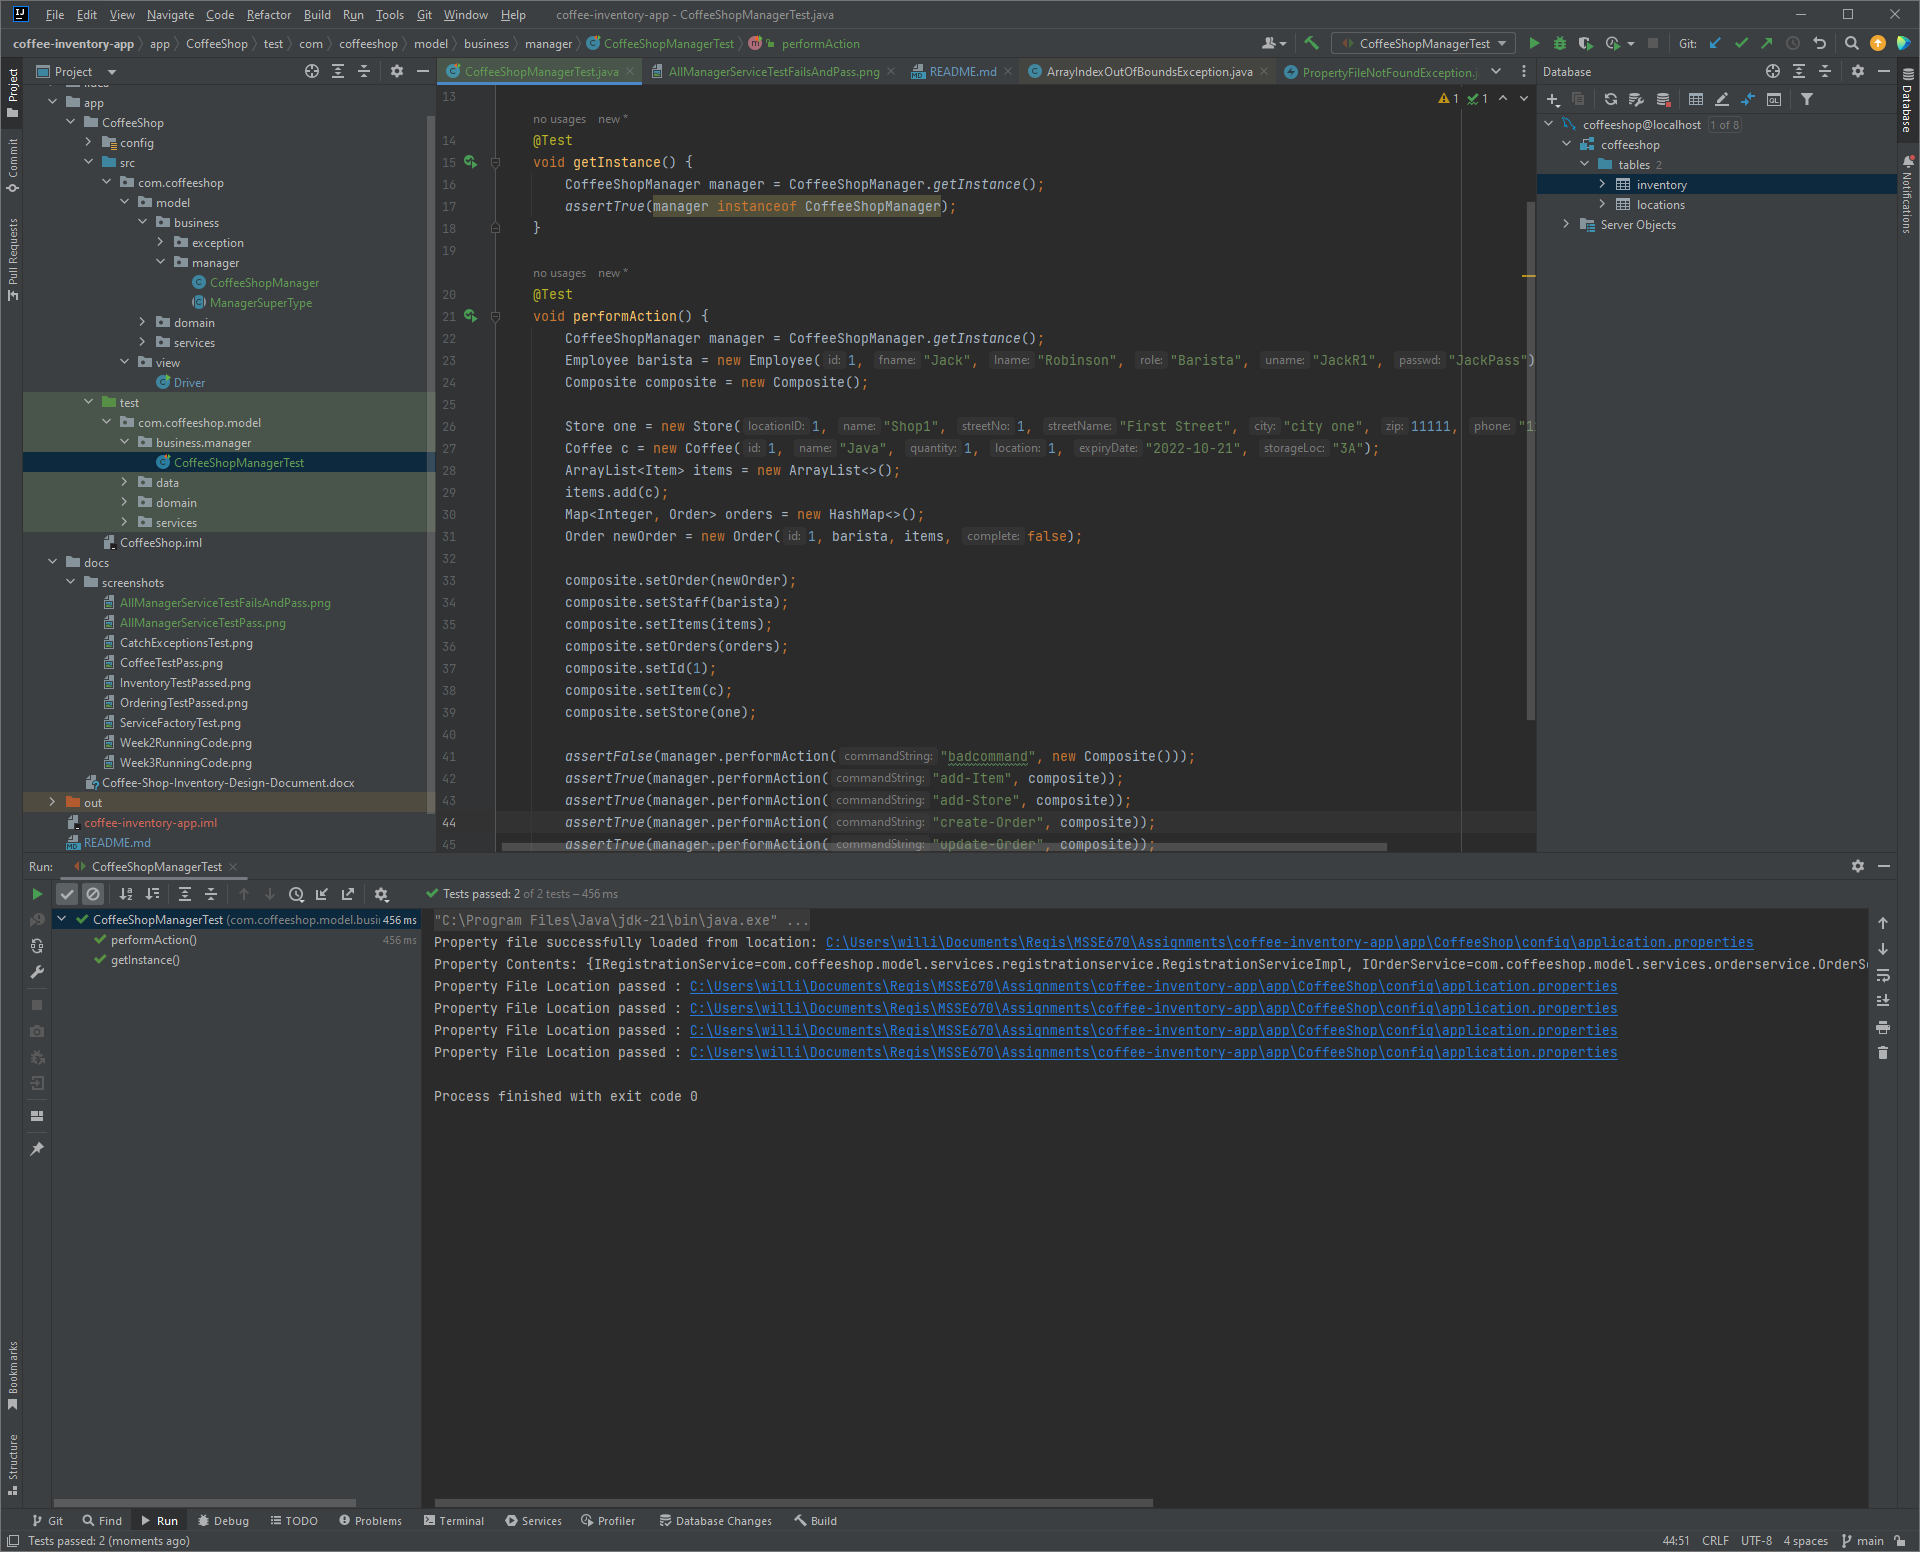 File Edit View Navigate Code Refactor Build Run Tools Git Window Help coffee-inventory-app - CoffeeShopManagerTest.java
coffee-inventory-app app CoffeeShop test com coffeeshop model business manager CoffeeShopManagerTest performAction CoffeeShopManagerTest Git:
Project
Commit
Pull Requests
Bookmarks
Structure
Project
app
CoffeeShop
config
src
com.coffeeshop
model
business
exception
manager
CoffeeShopManager
ManagerSuperType
domain
services
view
Driver
test
com.coffeeshop.model
business.manager
CoffeeShopManagerTest
data
domain
services
CoffeeShop.iml
docs
screenshots
AllManagerServiceTestFailsAndPass.png
AllManagerServiceTestPass.png
CatchExceptionsTest.png
CoffeeTestPass.png
InventoryTestPassed.png
OrderingTestPassed.png
ServiceFactoryTest.png
Week2RunningCode.png
Week3RunningCode.png
Coffee-Shop-Inventory-Design-Document.docx
out
coffee-inventory-app.iml
README.md
CoffeeShopManagerTest.java AllManagerServiceTestFailsAndPass.png README.md ArrayIndexOutOfBoundsException.java PropertyFileNotFoundException.j
1 1
13
no usages new *
14 @Test
15 void getInstance() {
16 CoffeeShopManager manager = CoffeeShopManager.getInstance();
17 assertTrue(manager instanceof CoffeeShopManager);
18 }
19
no usages new *
20 @Test
21 void performAction() {
22 CoffeeShopManager manager = CoffeeShopManager.getInstance();
23 Employee barista = new Employee( id: 1, fname: "Jack", lname: "Robinson", role: "Barista", uname: "JackR1", passwd: "JackPass")
24 Composite composite = new Composite();
25
26 Store one = new Store( locationID: 1, name: "Shop1", streetNo: 1, streetName: "First Street", city: "city one", zip: 11111, phone: "1
27 Coffee c = new Coffee( id: 1, name: "Java", quantity: 1, location: 1, expiryDate: "2022-10-21", storageLoc: "3A");
28 ArrayList<Item> items = new ArrayList<>();
29 items.add(c);
30 Map<Integer, Order> orders = new HashMap<>();
31 Order newOrder = new Order( id: 1, barista, items, complete: false);
32
33 composite.setOrder(newOrder);
34 composite.setStaff(barista);
35 composite.setItems(items);
36 composite.setOrders(orders);
37 composite.setId(1);
38 composite.setItem(c);
39 composite.setStore(one);
40
41 assertFalse(manager.performAction( commandString: "badcommand", new Composite()));
42 assertTrue(manager.performAction( commandString: "add-Item", composite));
43 assertTrue(manager.performAction( commandString: "add-Store", composite));
44 assertTrue(manager.performAction( commandString: "create-Order", composite));
45 assertTrue(manager.performAction( commandString: "update-Order", composite));
Database
coffeeshop@localhost 1 of 8
coffeeshop
tables 2
inventory
locations
Server Objects
Database
Notifications
Run: CoffeeShopManagerTest
Tests passed: 2 of 2 tests – 456 ms
CoffeeShopManagerTest (com.coffeeshop.model.busi 456 ms
performAction() 456 ms
getInstance()
"C:\Program Files\Java\jdk-21\bin\java.exe" ...
Property file successfully loaded from location: C:\Users\willi\Documents\Regis\MSSE670\Assignments\coffee-inventory-app\app\CoffeeShop\config\application.properties
Property Contents: {IRegistrationService=com.coffeeshop.model.services.registrationservice.RegistrationServiceImpl, IOrderService=com.coffeeshop.model.services.orderservice.OrderSe
Property File Location passed : C:\Users\willi\Documents\Regis\MSSE670\Assignments\coffee-inventory-app\app\CoffeeShop\config\application.properties
Property File Location passed : C:\Users\willi\Documents\Regis\MSSE670\Assignments\coffee-inventory-app\app\CoffeeShop\config\application.properties
Property File Location passed : C:\Users\willi\Documents\Regis\MSSE670\Assignments\coffee-inventory-app\app\CoffeeShop\config\application.properties
Property File Location passed : C:\Users\willi\Documents\Regis\MSSE670\Assignments\coffee-inventory-app\app\CoffeeShop\config\application.properties
Process finished with exit code 0
Git Find Run Debug TODO Problems Terminal Services Profiler Database Changes Build
Tests passed: 2 (moments ago) 44:51 CRLF UTF-8 4 spaces main